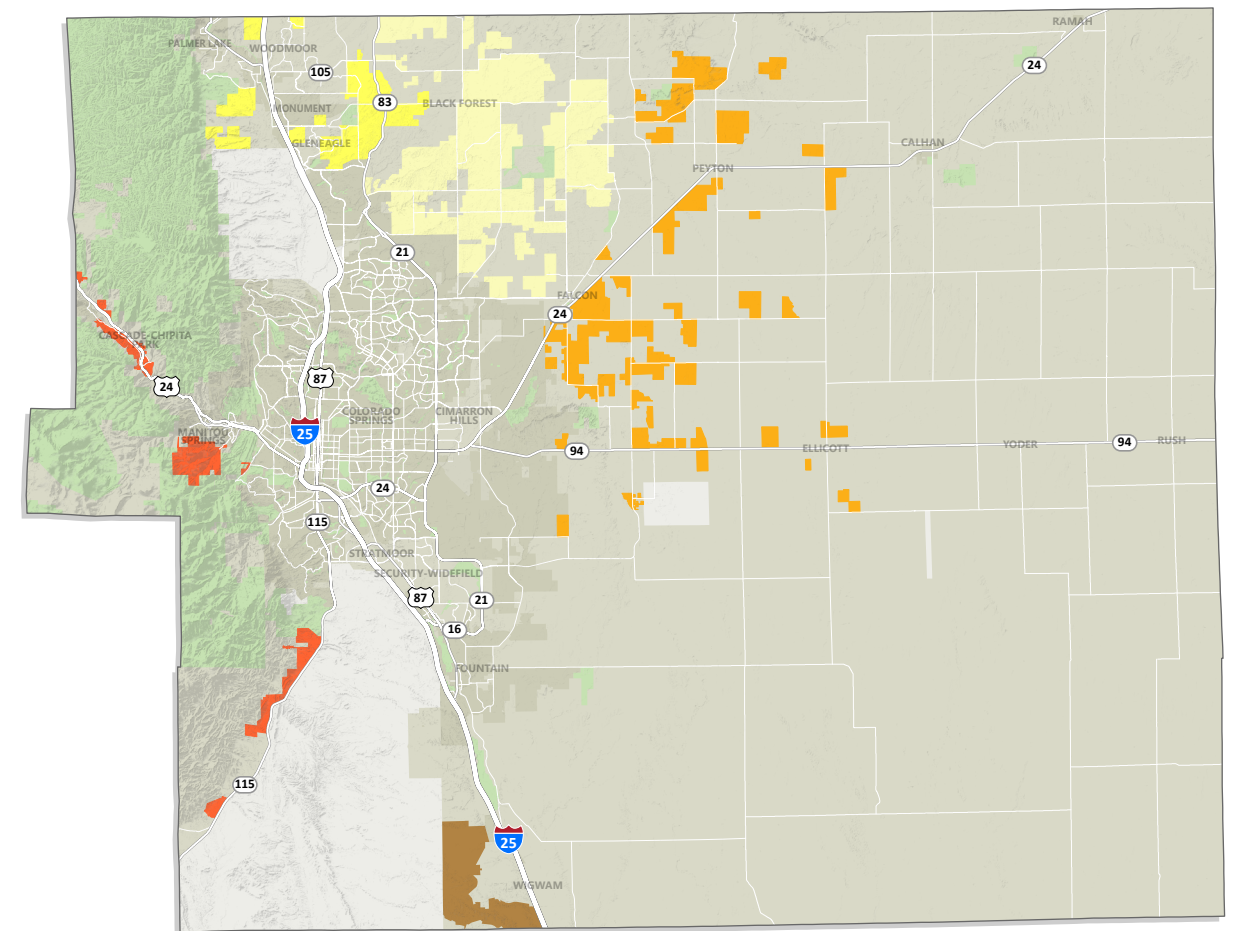 RAMAH
PALMER LAKE
WOODMOOR
24
105
83
BLACK FOREST
MONUMENT
GLENEAGLE
CALHAN
PEYTON
21
FALCON
24
CASCADE-CHIPITA
PARK
87
24
COLORADO
SPRINGS
CIMARRON
HILLS
25
MANITOU
SPRINGS
94
ELLICOTT
YODER
94
RUSH
24
115
STRATMOOR
SECURITY-WIDEFIELD
87
21
16
FOUNTAIN
115
25
WIGWAM